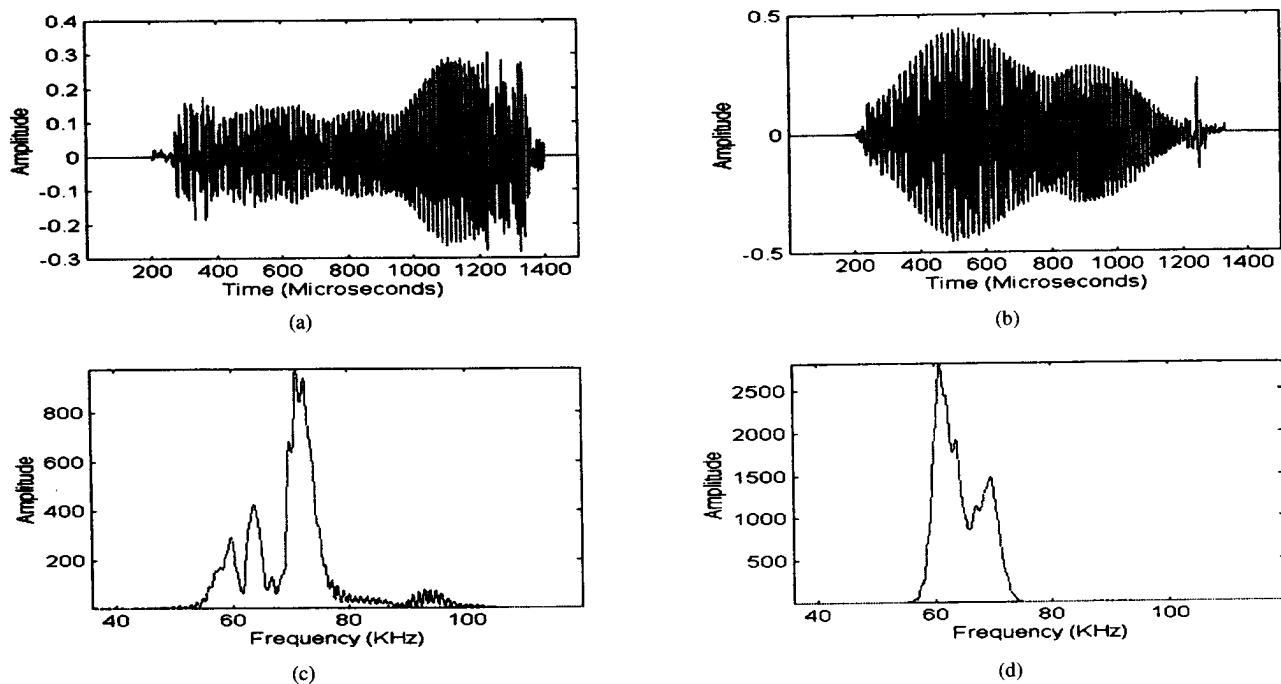 0.4
0.3
0.2
0.1
0
-0.1
-0.2
-0.3
Amplitude
200 400 600 800 1000 1200 1400
Time (Microseconds)
(a)
0.5
0
-0.5
Amplitude
200 400 600 800 1000 1200 1400
Time (Microseconds)
(b)
800
600
400
200
Amplitude
40 60 80 100
Frequency (KHz)
(c)
2500
2000
1500
1000
500
Amplitude
40 60 80 100
Frequency (KHz)
(d)